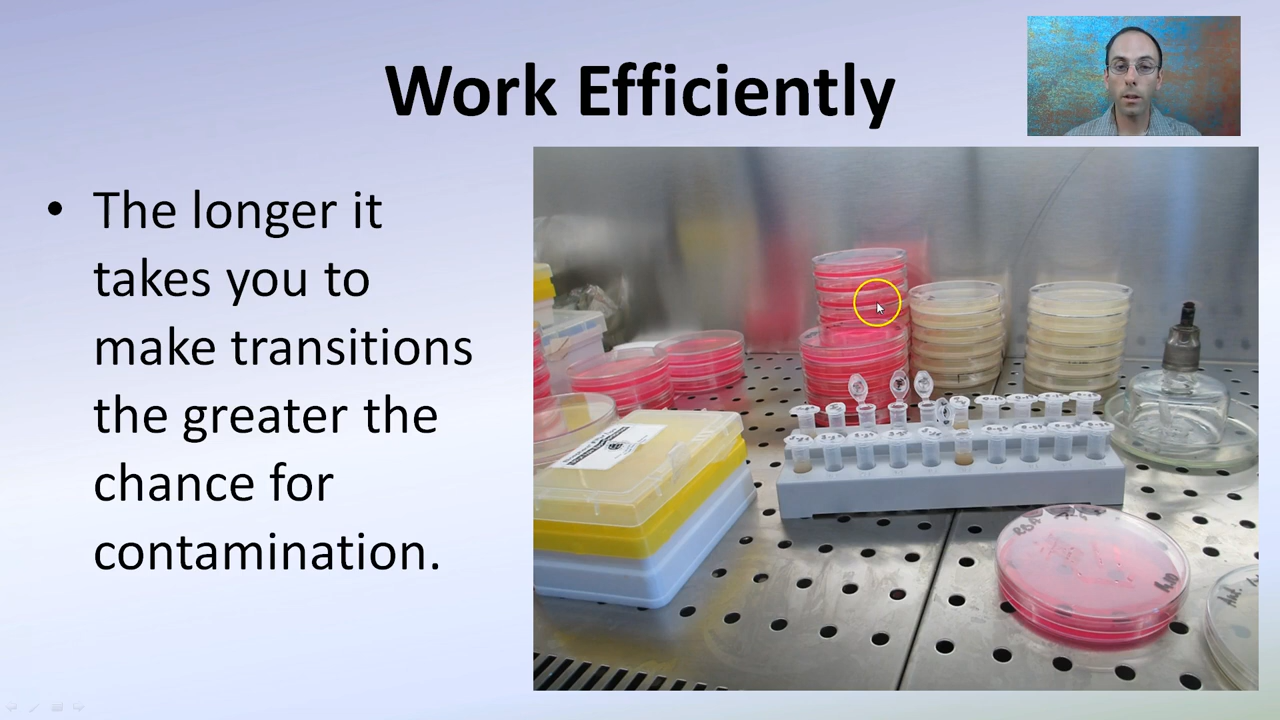 Work Efficiently
• The longer it
takes you to
make transitions
the greater the
chance for
contamination.